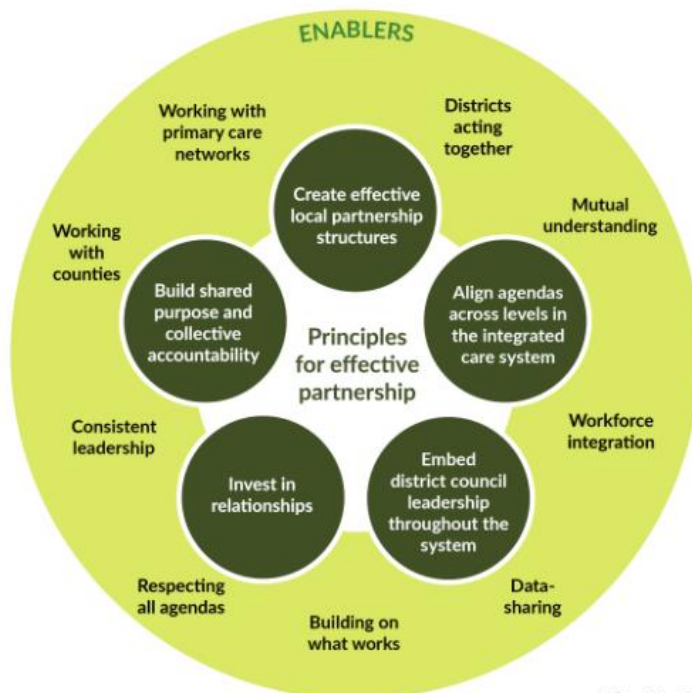 ENABLERS
Working with
primary care
networks
Districts
acting
together
Mutual
understanding
Workforce
integration
Data-
sharing
Building on
what works
Respecting
all agendas
Consistent
leadership
Working
with
counties
Create effective
local partnership
structures
Align agendas
across levels in
the integrated
care system
Embed
district council
leadership
throughout the
system
Invest in
relationships
Build shared
purpose and
collective
accountability
Principles
for effective
partnership